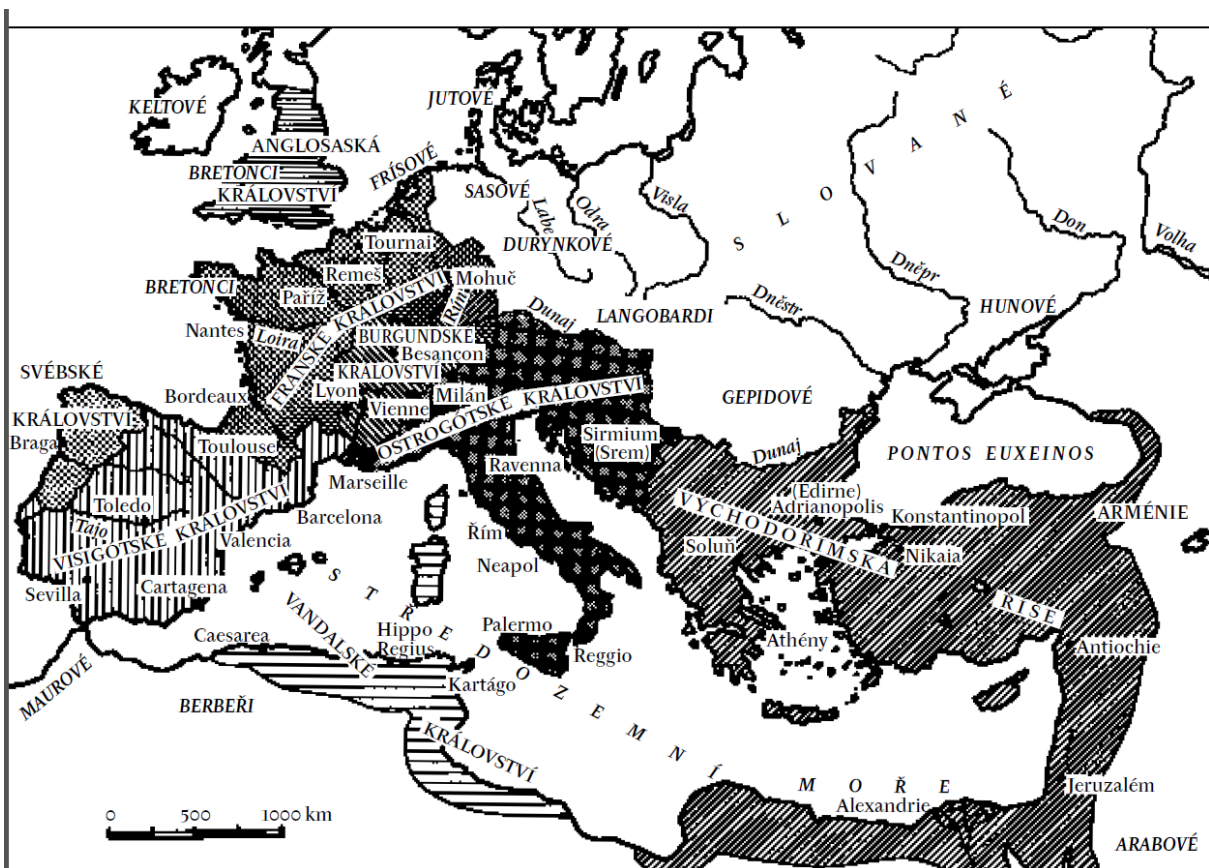 KELTOVÉ
JUTOVÉ
ANGLOSASKÁ
BRETONCI
KRÁLOVSTVÍ
FRÍSOVÉ
SASOVÉ
Labe
Odra
Visla
DURYNKOVÉ
SLOVANÉ
Don
Volha
Dněpr
Dněstr
HUNOVÉ
Tournai
Remeš
Mohuč
BRETONCI
Paříž
Rýn
Dunaj
LANGOBARDI
Nantes
Loira
FRANSKÉ KRÁLOVSTVÍ
BURGUNDSKÉ
Besançon
KRÁLOVSTVÍ
SVÉBSKÉ
KRÁLOVSTVÍ
Braga
Bordeaux
Lyon
Vienne
Milán
OSTROGÓTSKÉ KRÁLOVSTVÍ
GEPIDOVÉ
Toulouse
Sirmium
(Srem)
Ravenna
Dunaj
PONTOS EUXEINOS
Marseille
Toledo
Tajo
VISIGÓTSKÉ KRÁLOVSTVÍ
Barcelona
Valencia
Řím
(Edirne)
Adrianopolis
Konstantinopol
ARMÉNIE
VÝCHODOŘÍMSKÁ
ŘÍŠE
Soluň
Nikaia
Neapol
Sevilla
Cartagena
STŘEDOZEMNÍ
MOŘE
VANDALSKÉ
KRÁLOVSTVÍ
Caesarea
Hippo
Regius
Palermo
Reggio
Athény
Antiochie
MAUROVÉ
BERBEŘI
Kartágo
Jeruzalém
Alexandrie
ARABOVÉ
0 500 1000 km